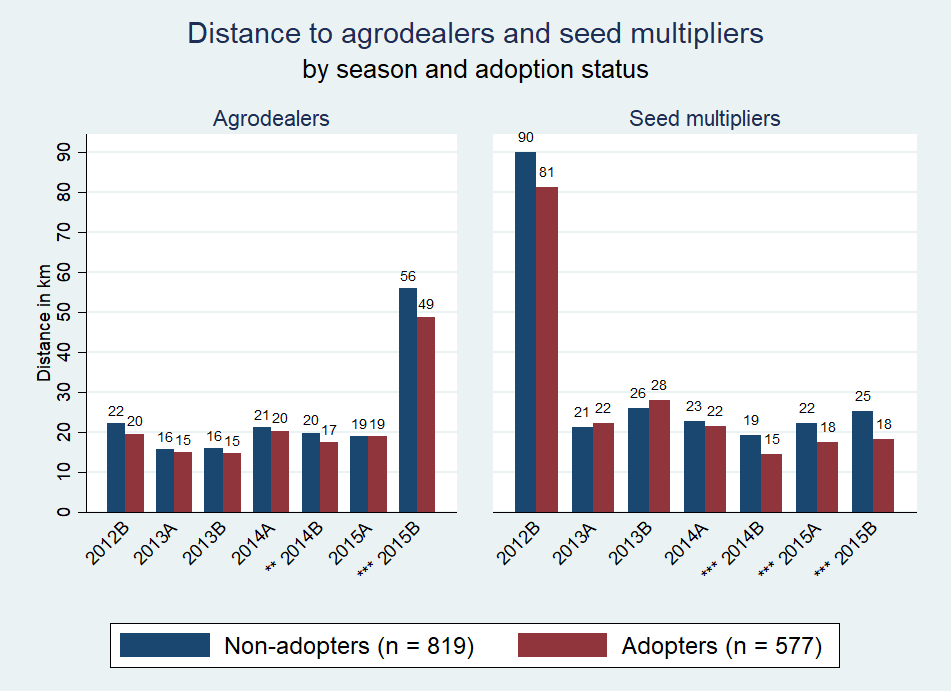 Distance to agrodealers and seed multipliers
by season and adoption status
Agrodealers
Seed multipliers
Distance in km
90
80
70
60
50
40
30
20
10
0
22 20 16 15 16 15 21 20 20 17 19 19 56 49
90 81 21 22 26 28 23 22 19 15 22 18 25 18
2012B 2013A 2013B 2014A ** 2014B 2015A *** 2015B
2012B 2013A 2013B 2014A *** 2014B *** 2015A *** 2015B
Non-adopters (n = 819) Adopters (n = 577)